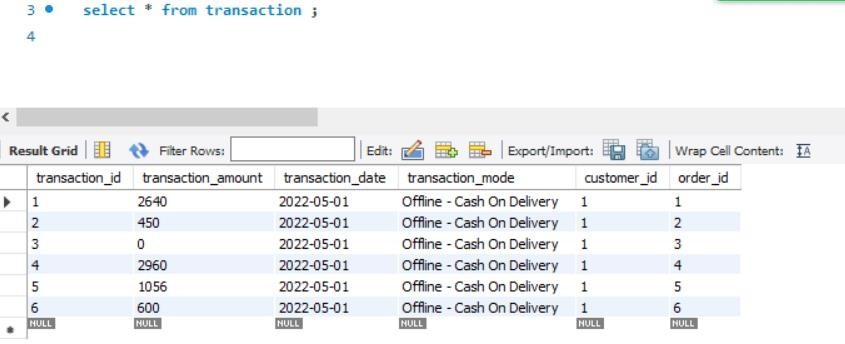 3 select * from transaction ;
4
Result Grid Filter Rows: Edit: Export/Import: Wrap Cell Content: IA
transaction_id transaction_amount transaction_date transaction_mode customer_id order_id
1 2640 2022-05-01 Offline - Cash On Delivery 1 1
2 450 2022-05-01 Offline - Cash On Delivery 1 2
3 0 2022-05-01 Offline - Cash On Delivery 1 3
4 2960 2022-05-01 Offline - Cash On Delivery 1 4
5 1056 2022-05-01 Offline - Cash On Delivery 1 5
6 600 2022-05-01 Offline - Cash On Delivery 1 6
NULL NULL NULL NULL NULL NULL